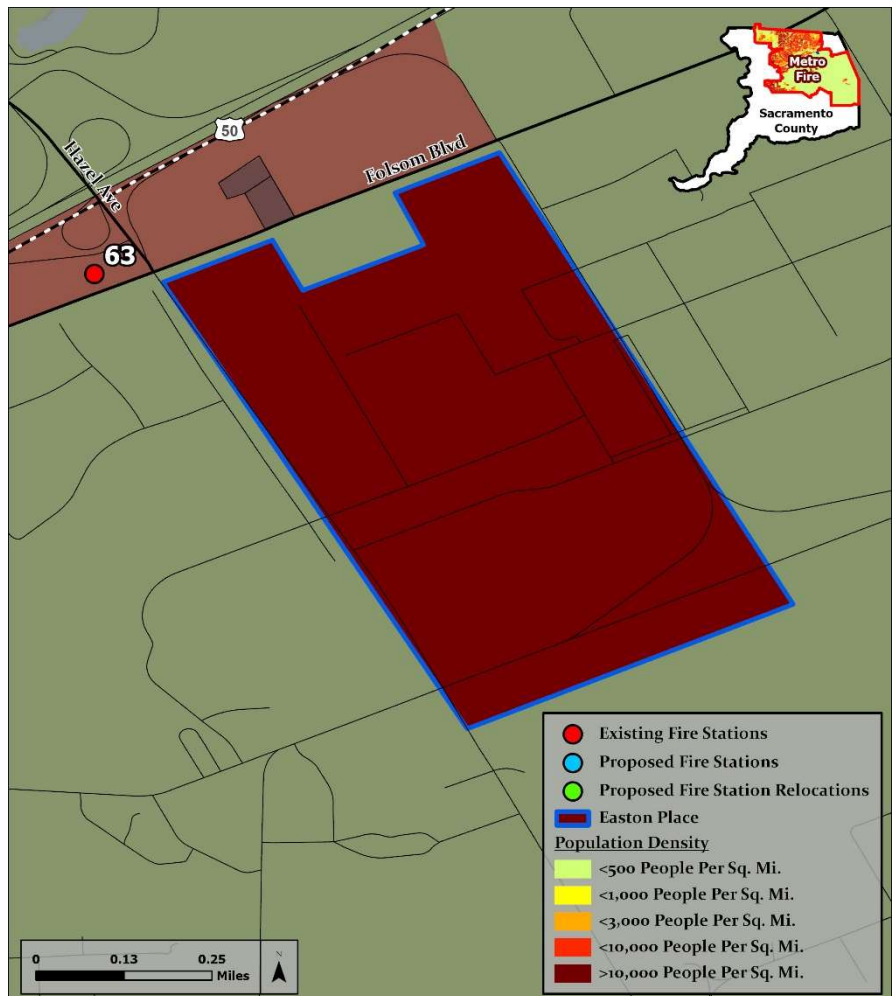 Metro
Fire
Sacramento
County
50
Hazel Ave
Folsom Blvd
63
Existing Fire Stations
Proposed Fire Stations
Proposed Fire Station Relocations
Easton Place
Population Density
<500 People Per Sq. Mi.
<1,000 People Per Sq. Mi.
<3,000 People Per Sq. Mi.
<10,000 People Per Sq. Mi.
>10,000 People Per Sq. Mi.
0 0.13 0.25
Miles
N